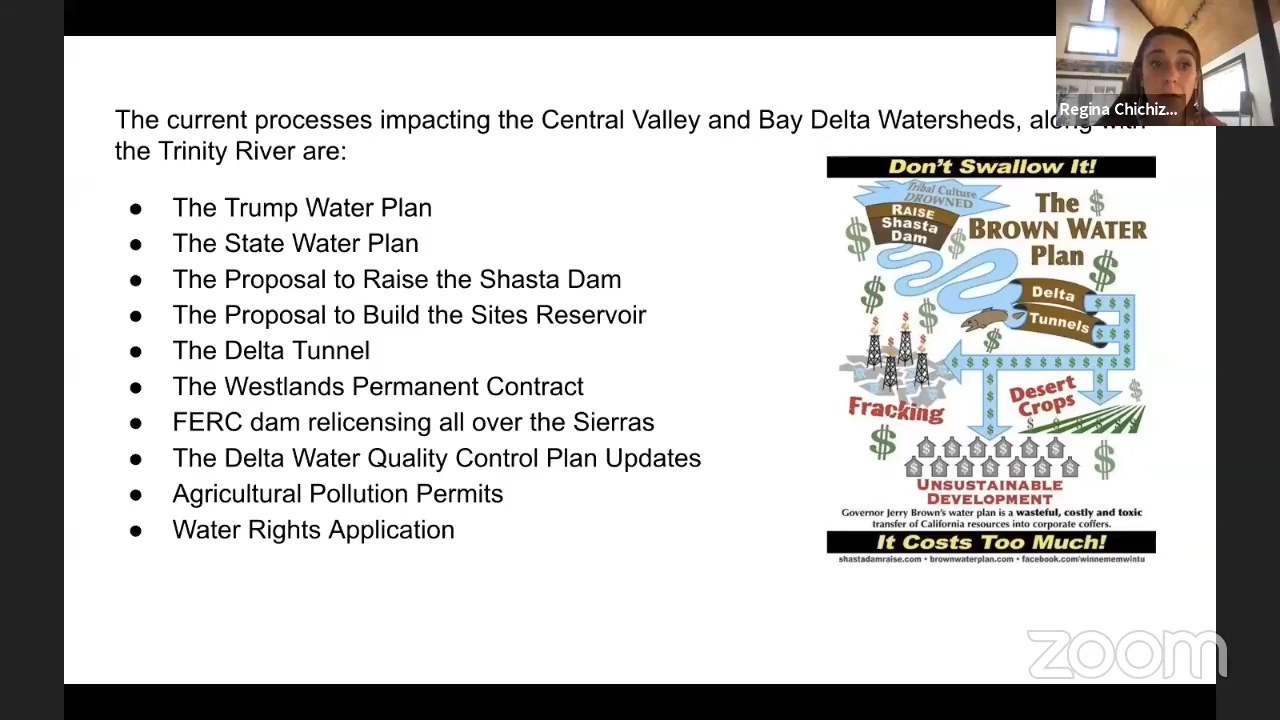 Regina Chichiz...
The current processes impacting the Central Valley and Bay Delta Watersheds, along with
the Trinity River are:
● The Trump Water Plan
● The State Water Plan
● The Proposal to Raise the Shasta Dam
● The Proposal to Build the Sites Reservoir
● The Delta Tunnel
● The Westlands Permanent Contract
● FERC dam relicensing all over the Sierras
● The Delta Water Quality Control Plan Updates
● Agricultural Pollution Permits
● Water Rights Application
Don't Swallow It!
Tribal Culture
DROWNED
RAISE
Shasta
Dam
The
BROWN WATER
Plan
Delta
Tunnels
Fracking
Desert
Crops
UNSUSTAINABLE
DEVELOPMENT
Governor Jerry Brown's water plan is a wasteful, costly and toxic
transfer of California resources into corporate coffers.
It Costs Too Much!
shastadamraise.com • brownwaterplan.com • facebook.com/winnememwintu
zoom